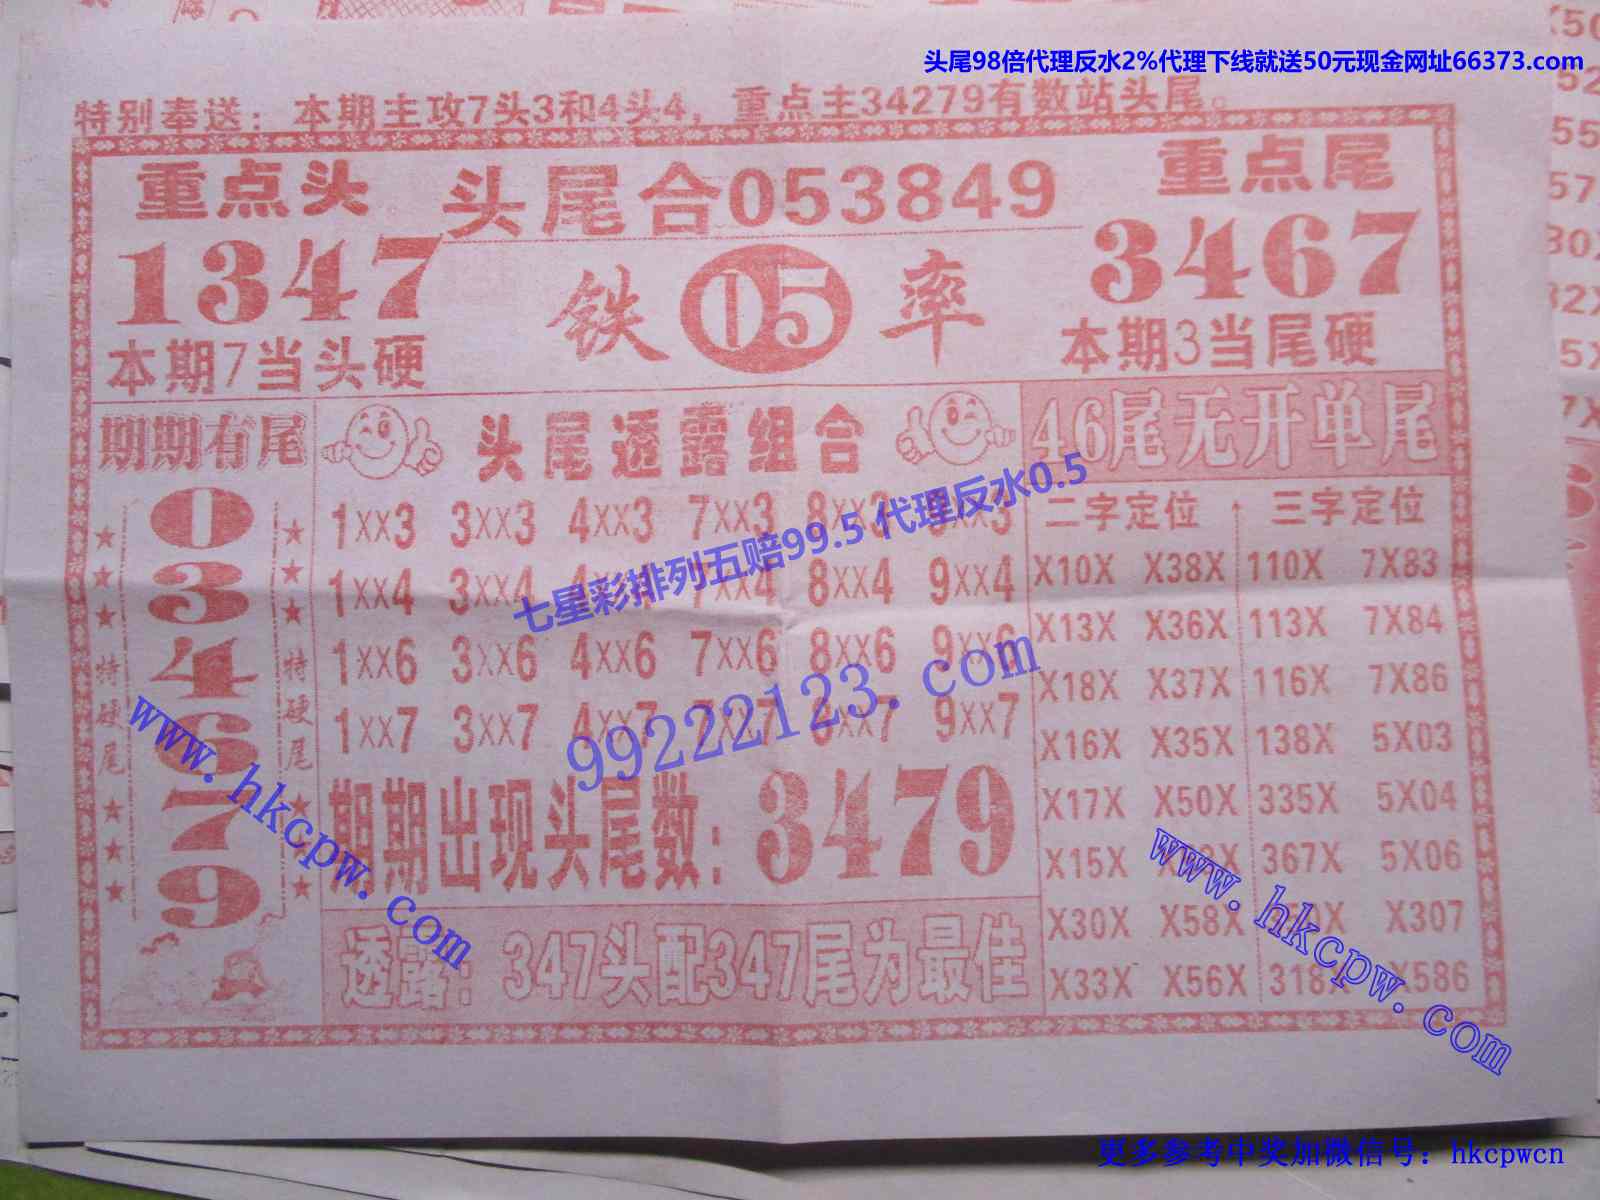 头尾98倍代理反水2%代理下线就送50元现金网址66373.com
特别奉送：本期主攻7头3和4头4，重点主34279有数站头尾。
重点头 头尾合053849 重点尾
1347 铁 05 率 3467
本期7当头硬 本期3当尾硬
期期有尾 头尾透露组合 46尾无开单尾
0
3
4
6
7
9
特硬尾
特硬尾
1xx3 3xx3 4xx3 7xx3 8xx3 9xx3
1xx4 3xx4 4xx4 7xx4 8xx4 9xx4
1xx6 3xx6 4xx6 7xx6 8xx6 9xx6
1xx7 3xx7 4xx7 7xx7 8xx7 9xx7
期期出现头尾数：3479
透露：347头配347尾为最佳
二字定位 三字定位
X10X X38X 110X 7X83
X13X X36X 113X 7X84
X18X X37X 116X 7X86
X16X X35X 138X 5X03
X17X X50X 335X 5X04
X15X 367X 5X06
X30X X58X X307
X33X X56X 318X X586
七星彩排列五赔99.5 代理反水0.5
99222123.com
www.hkcpw.com
www.hkcpw.com
更多参考中奖加微信号：hkcpwcn